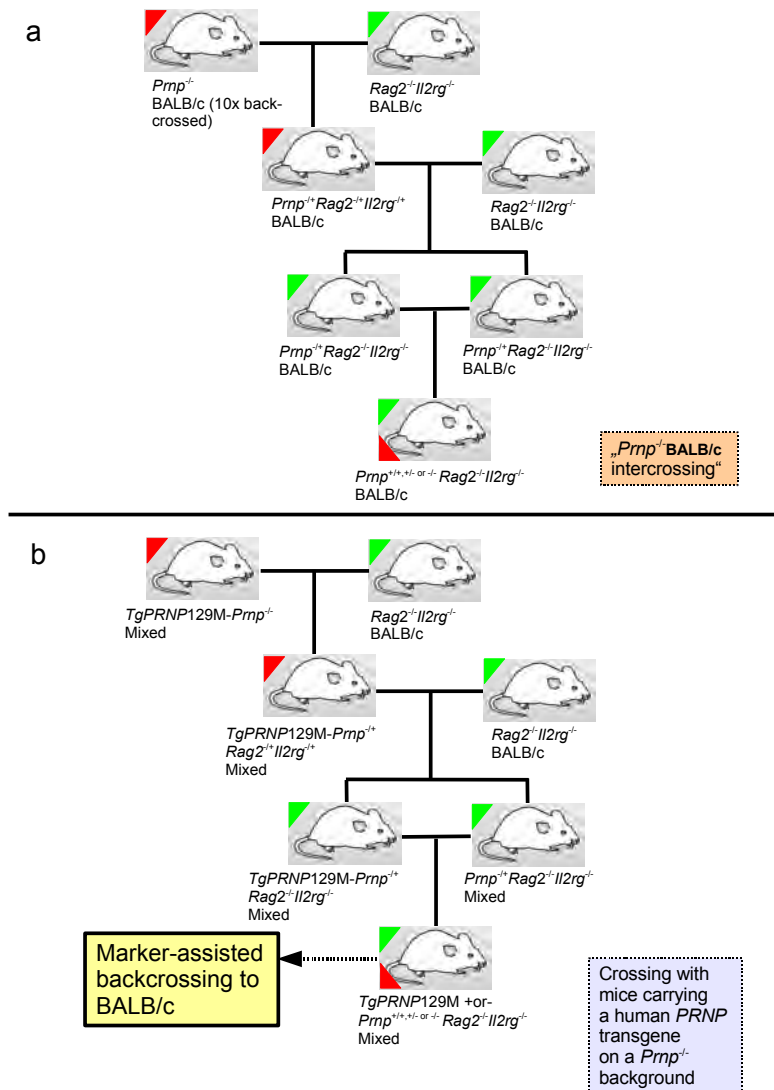 a
Prnp-/-
BALB/c (10x back-
crossed)
Rag2-/-Il2rg-/-
BALB/c
Prnp-/+Rag2-/+Il2rg-/+
BALB/c
Rag2-/-Il2rg-/-
BALB/c
Prnp-/+Rag2-/-Il2rg-/-
BALB/c
Prnp-/+Rag2-/-Il2rg-/-
BALB/c
Prnp+/+,+/- or -/- Rag2-/-Il2rg-/-
BALB/c
„Prnp-/-BALB/c
intercrossing“
b
TgPRNP129M-Prnp-/-
Mixed
Rag2-/-Il2rg-/-
BALB/c
TgPRNP129M-Prnp-/+
Rag2-/+Il2rg-/+
Mixed
Rag2-/-Il2rg-/-
BALB/c
TgPRNP129M-Prnp-/+
Rag2-/-Il2rg-/-
Mixed
Prnp-/+Rag2-/-Il2rg-/-
Mixed
Marker-assisted
backcrossing to
BALB/c
TgPRNP129M +or-
Prnp+/+,+/- or -/- Rag2-/-Il2rg-/-
Mixed
Crossing with
mice carrying
a human PRNP
transgene
on a Prnp-/-
background